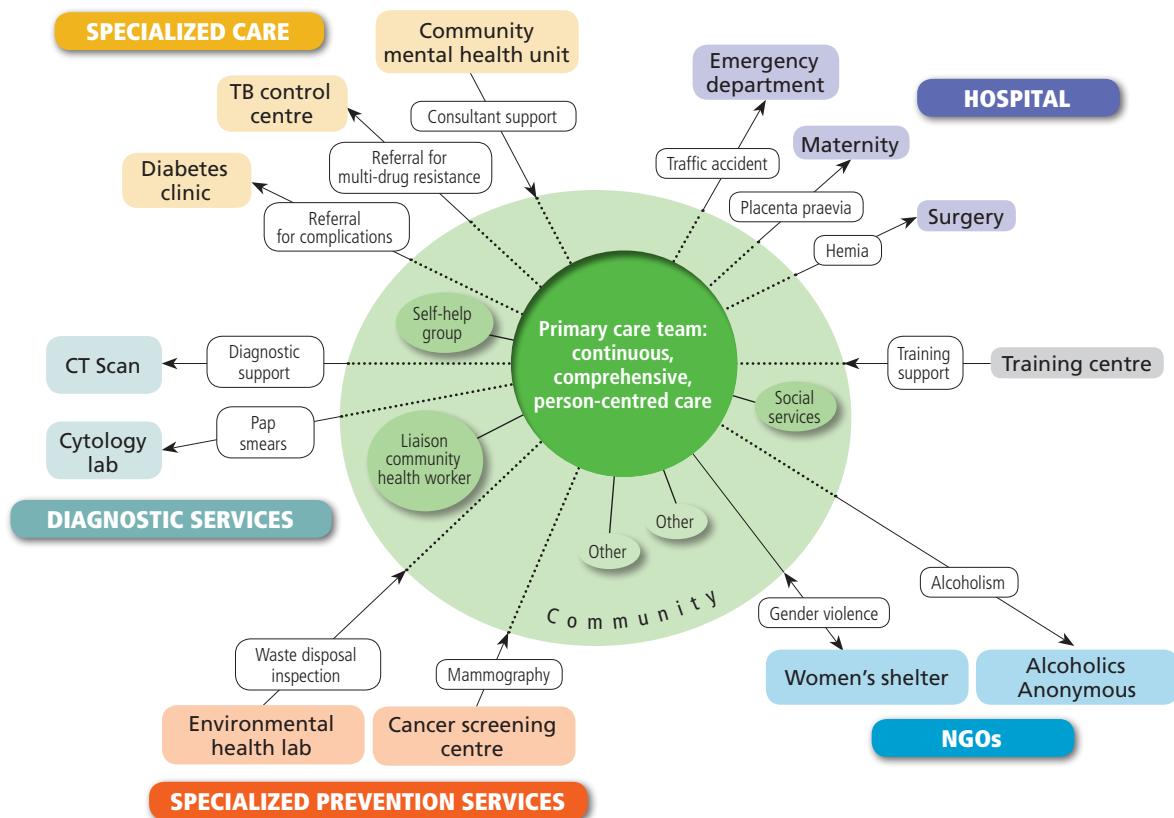 SPECIALIZED CARE
Community
mental health unit
TB control
centre
Diabetes
clinic
Consultant support
Referral for
multi-drug resistance
Referral
for complications
Emergency
department
HOSPITAL
Maternity
Surgery
Traffic accident
Placenta praevia
Hemia
Self-help
group
Primary care team:
continuous,
comprehensive,
person-centred care
CT Scan
Diagnostic
support
Training
support
Training centre
Social
services
Cytology
lab
Pap
smears
Liaison
community
health worker
DIAGNOSTIC SERVICES
Other
Other
Community
Waste disposal
inspection
Mammography
Gender violence
Alcoholism
Environmental
health lab
Cancer screening
centre
Women's shelter
Alcoholics
Anonymous
NGOs
SPECIALIZED PREVENTION SERVICES